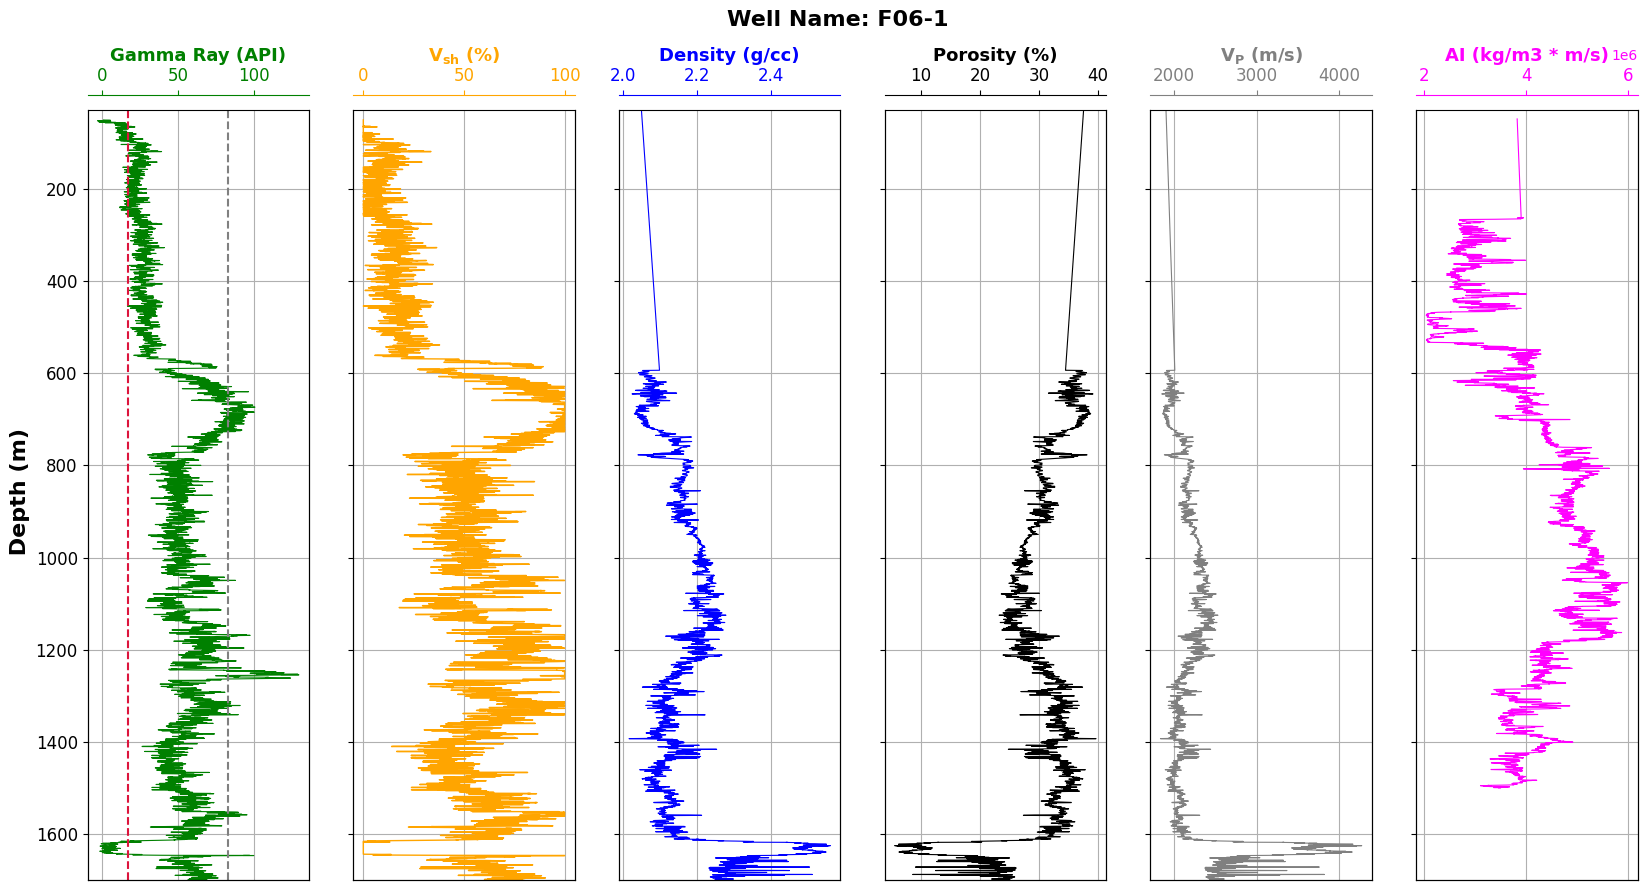 Well Name: F06-1
Gamma Ray (API) Vsh (%) Density (g/cc) Porosity (%) VP (m/s) AI (kg/m3 * m/s) 1e6
0 50 100 0 50 100 2.0 2.2 2.4 10 20 30 40 2000 3000 4000 2 4 6
200
400
600
800
1000
1200
1400
1600
Depth (m)